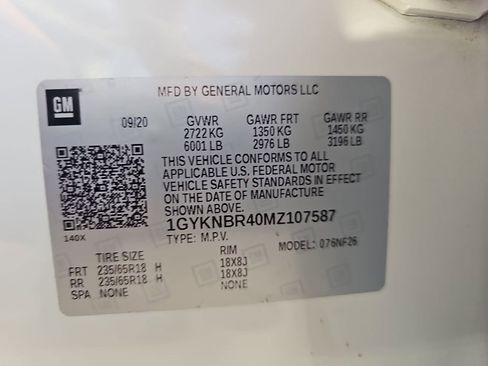 MFD BY GENERAL MOTORS LLC
GM
09/20 GVWR GAWR FRT GAWR RR
2722 KG 1350 KG 1450 KG
6001 LB 2976 LB 3196 LB
THIS VEHICLE CONFORMS TO ALL
APPLICABLE U.S. FEDERAL MOTOR
VEHICLE SAFETY STANDARDS IN EFFECT
ON THE DATE OF MANUFACTURE
SHOWN ABOVE.
1GYKNBR40MZ107587
140X
TYPE: M.P.V. MODEL: 076NF26
TIRE SIZE RIM
FRT 235/65R18 H 18X8J
RR 235/65R18 H 18X8J
SPA NONE NONE